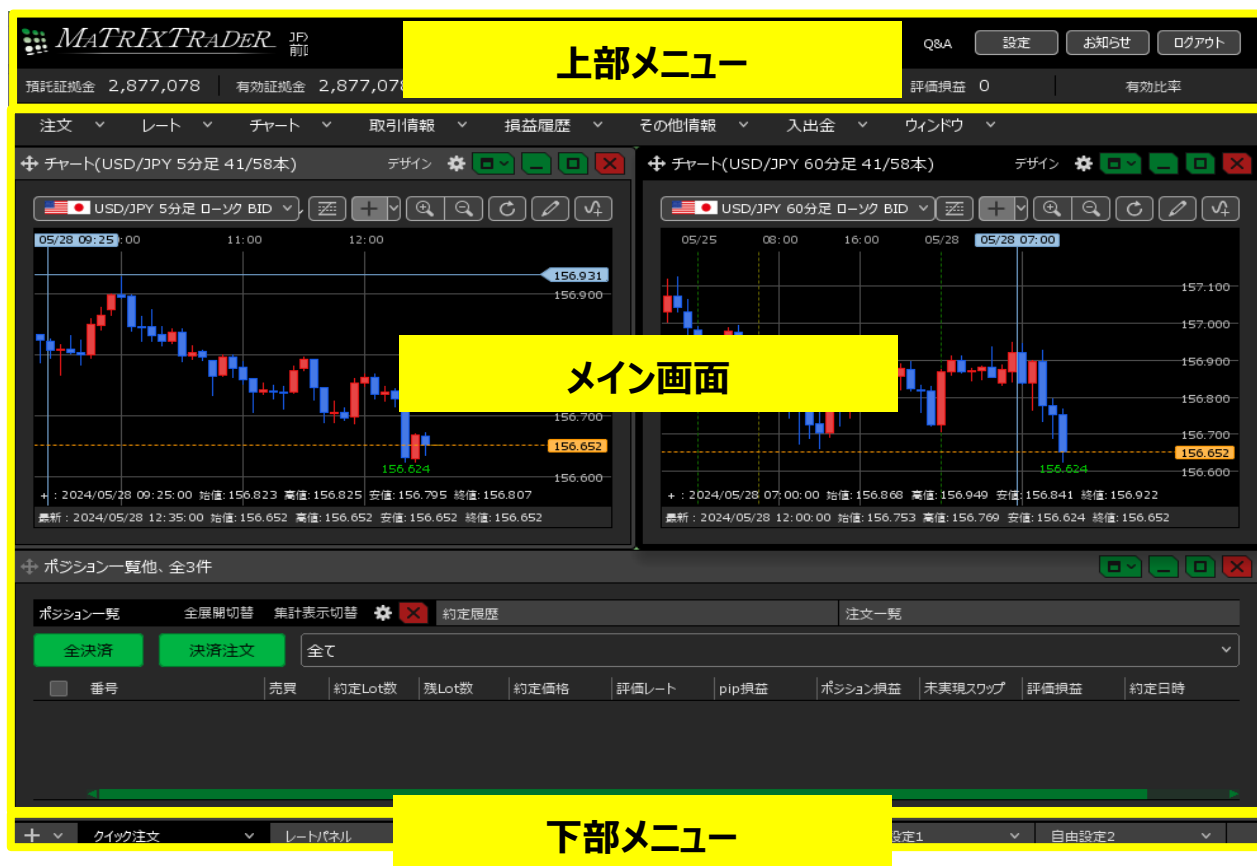 MATRIXTRADER JFX
上部メニュー
Q&A 設定 お知らせ ログアウト
預託証拠金 2,877,078 有効証拠金 2,877,078 評価損益 0 有効比率
注文 レート チャート 取引情報 損益履歴 その他情報 入出金 ウィンドウ
チャート(USD/JPY 5分足 41/58本) デザイン
チャート(USD/JPY 60分足 41/58本) デザイン
USD/JPY 5分足 ローソク BID
USD/JPY 60分足 ローソク BID
05/28 09:25 :00 11:00 12:00
05/25 08:00 16:00 05/28 05/28 07:00
156.931
156.900
156.700
156.652
156.624
156.600
157.100
157.000
156.900
156.800
156.700
156.652
156.624
156.600
メイン画面
+ : 2024/05/28 09:25:00 始値:156.823 高値:156.825 安値:156.795 終値:156.807
最新 : 2024/05/28 12:35:00 始値:156.652 高値:156.652 安値:156.652 終値:156.652
+ : 2024/05/28 07:00:00 始値:156.868 高値:156.949 安値:156.841 終値:156.922
最新 : 2024/05/28 12:00:00 始値:156.753 高値:156.769 安値:156.624 終値:156.652
ポジション一覧他、全3件
ポジション一覧 全展開切替 集計表示切替 約定履歴 注文一覧
全決済 決済注文 全て
番号 売買 約定Lot数 残Lot数 約定価格 評価レート pip損益 ポジション損益 未実現スワップ 評価損益 約定日時
下部メニュー
クイック注文 レートパネル 設定1 自由設定2